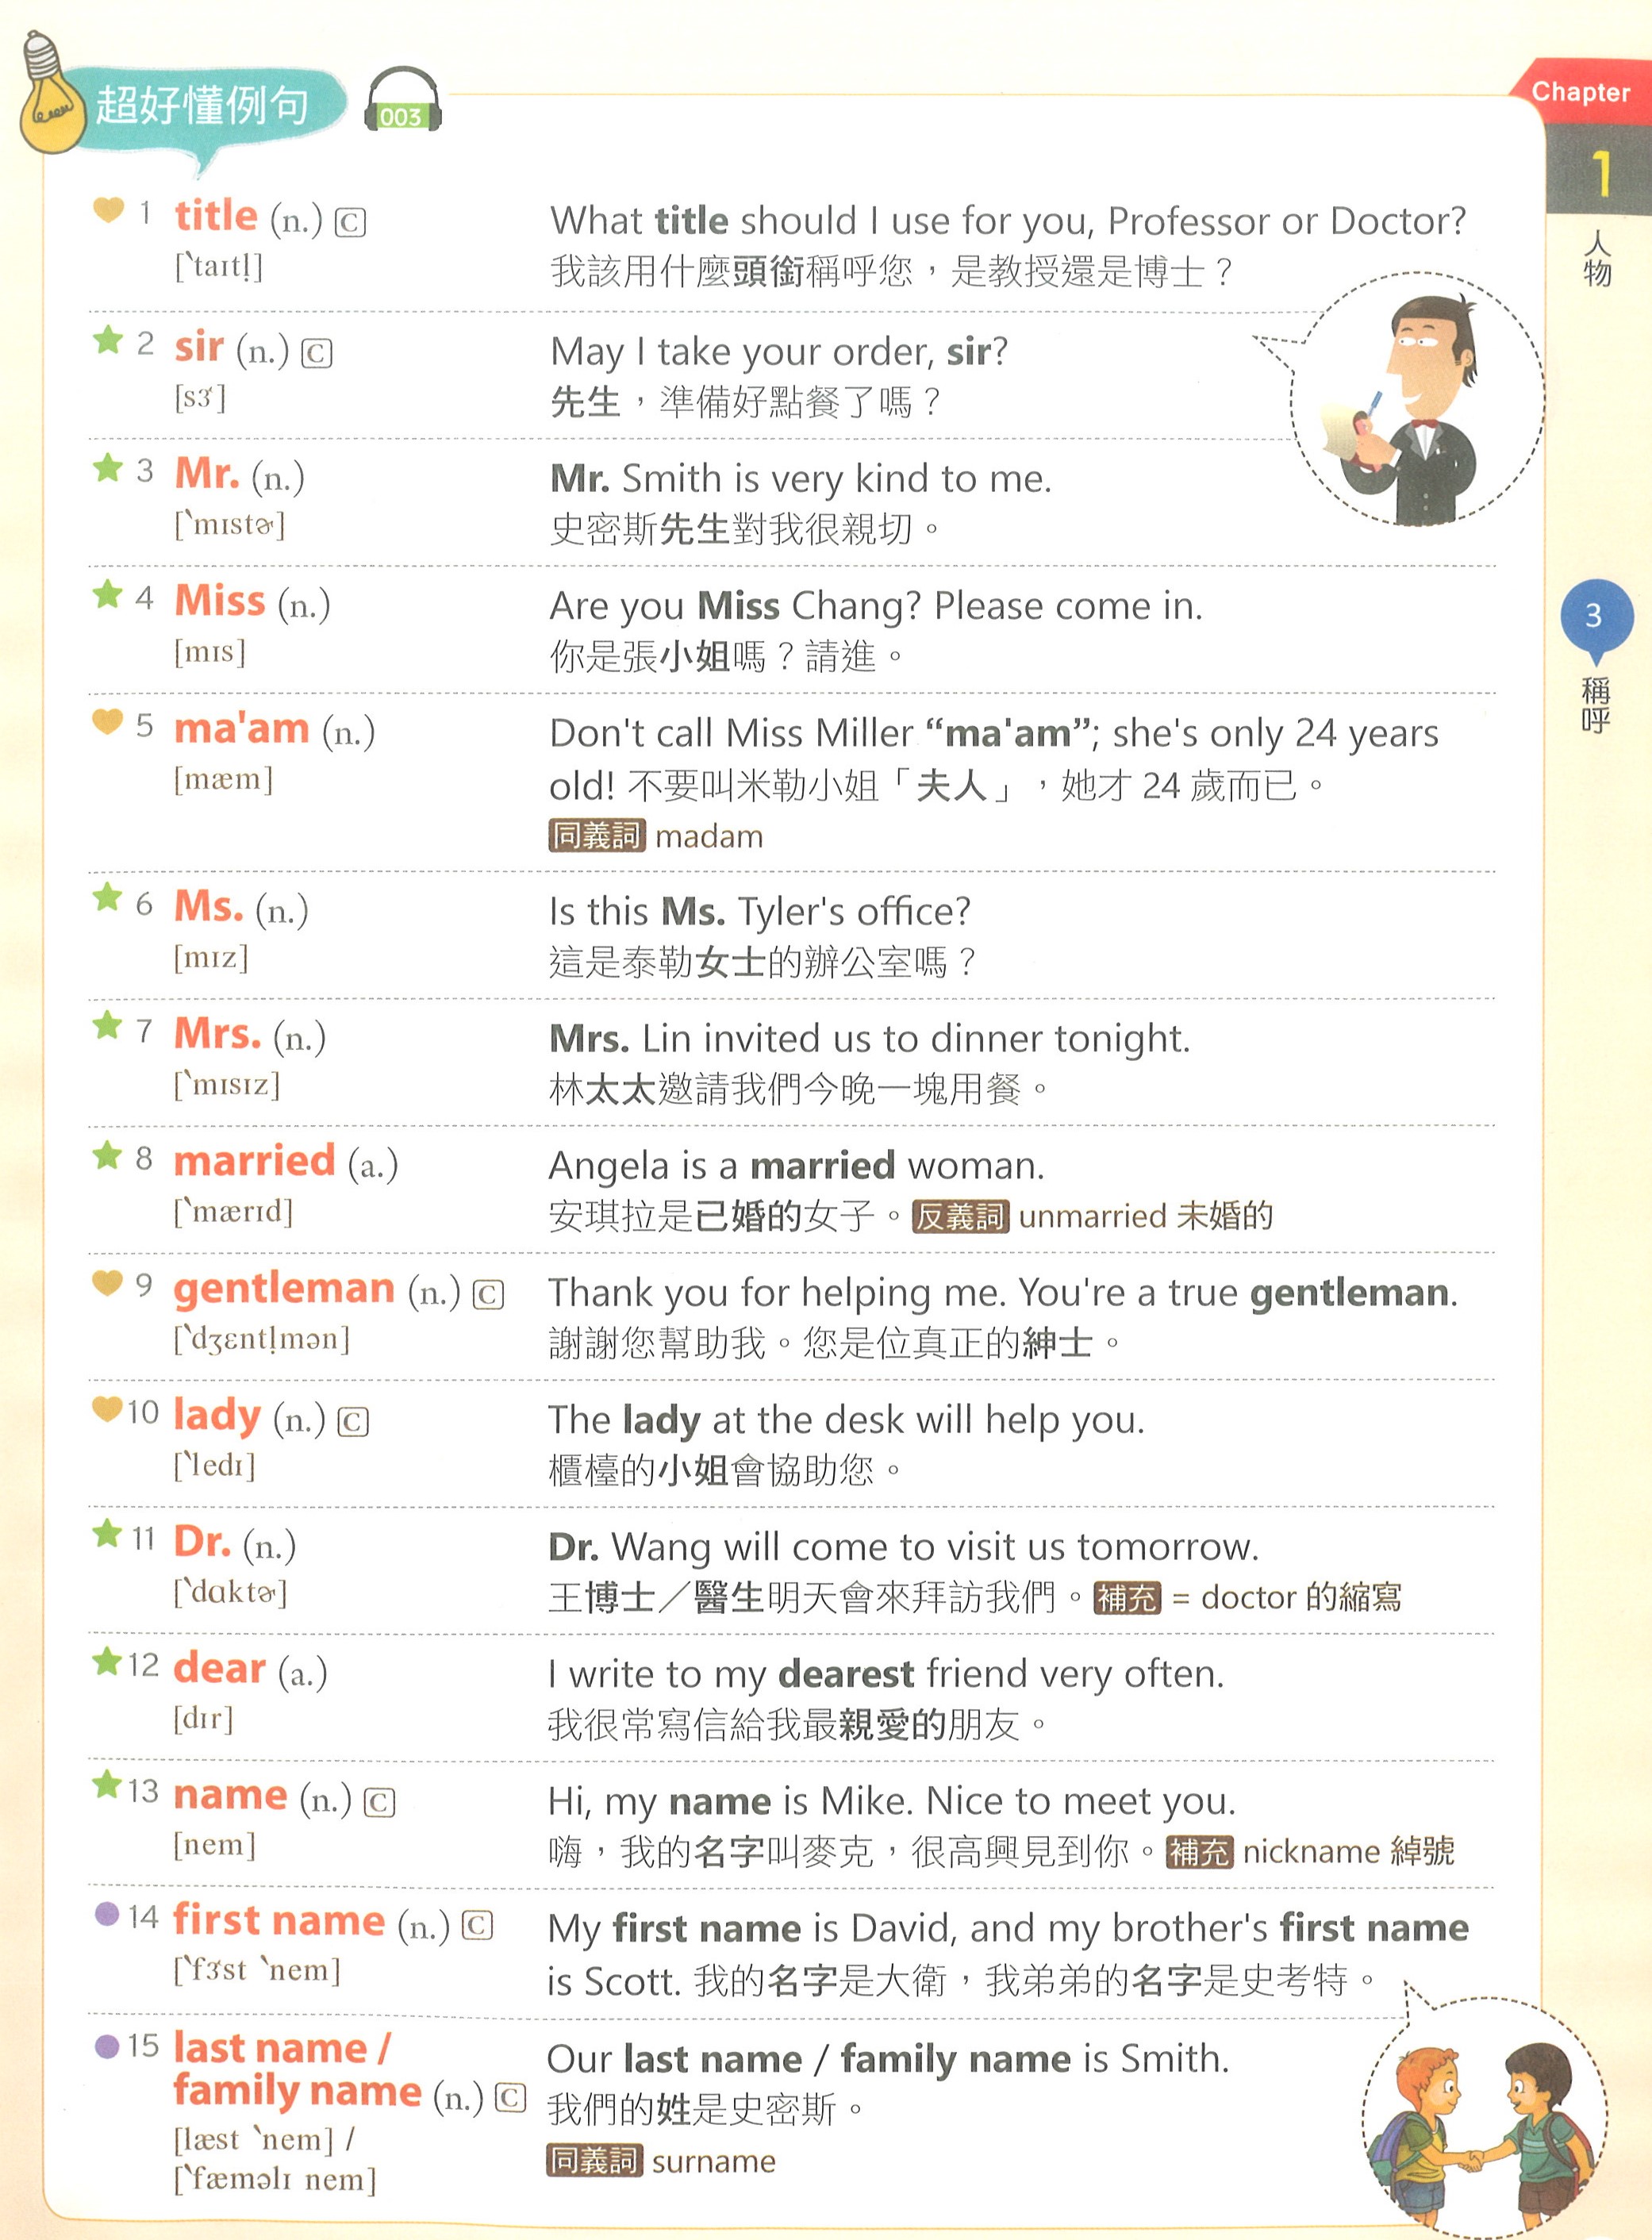 超好懂例句
003
Chapter
1
人物
3
稱呼
1 title (n.) C
[ˋtaɪtl̩]
What title should I use for you, Professor or Doctor?
我該用什麼頭銜稱呼您，是教授還是博士？
2 sir (n.) C
[sɝ]
May I take your order, sir?
先生，準備好點餐了嗎？
3 Mr. (n.)
[ˋmɪstɚ]
Mr. Smith is very kind to me.
史密斯先生對我很親切。
4 Miss (n.)
[mɪs]
Are you Miss Chang? Please come in.
你是張小姐嗎？請進。
5 ma'am (n.)
[mæm]
Don't call Miss Miller “ma'am”; she's only 24 years
old! 不要叫米勒小姐「夫人」，她才 24 歲而已。
同義詞 madam
6 Ms. (n.)
[mɪz]
Is this Ms. Tyler's office?
這是泰勒女士的辦公室嗎？
7 Mrs. (n.)
[ˋmɪsɪz]
Mrs. Lin invited us to dinner tonight.
林太太邀請我們今晚一塊用餐。
8 married (a.)
[ˋmærɪd]
Angela is a married woman.
安琪拉是已婚的女子。反義詞 unmarried 未婚的
9 gentleman (n.) C
[ˋdʒɛntl̩mən]
Thank you for helping me. You're a true gentleman.
謝謝您幫助我。您是位真正的紳士。
10 lady (n.) C
[ˋledɪ]
The lady at the desk will help you.
櫃檯的小姐會協助您。
11 Dr. (n.)
[ˋdɑktɚ]
Dr. Wang will come to visit us tomorrow.
王博士／醫生明天會來拜訪我們。補充 = doctor 的縮寫
12 dear (a.)
[dɪr]
I write to my dearest friend very often.
我很常寫信給我最親愛的朋友。
13 name (n.) C
[nem]
Hi, my name is Mike. Nice to meet you.
嗨，我的名字叫麥克，很高興見到你。補充 nickname 綽號
14 first name (n.) C
[ˋfɝst ˋnem]
My first name is David, and my brother's first name
is Scott. 我的名字是大衛，我弟弟的名字是史考特。
15 last name /
family name (n.) C
[læst ˋnem] /
[ˋfæməlɪ nem]
Our last name / family name is Smith.
我們的姓是史密斯。
同義詞 surname